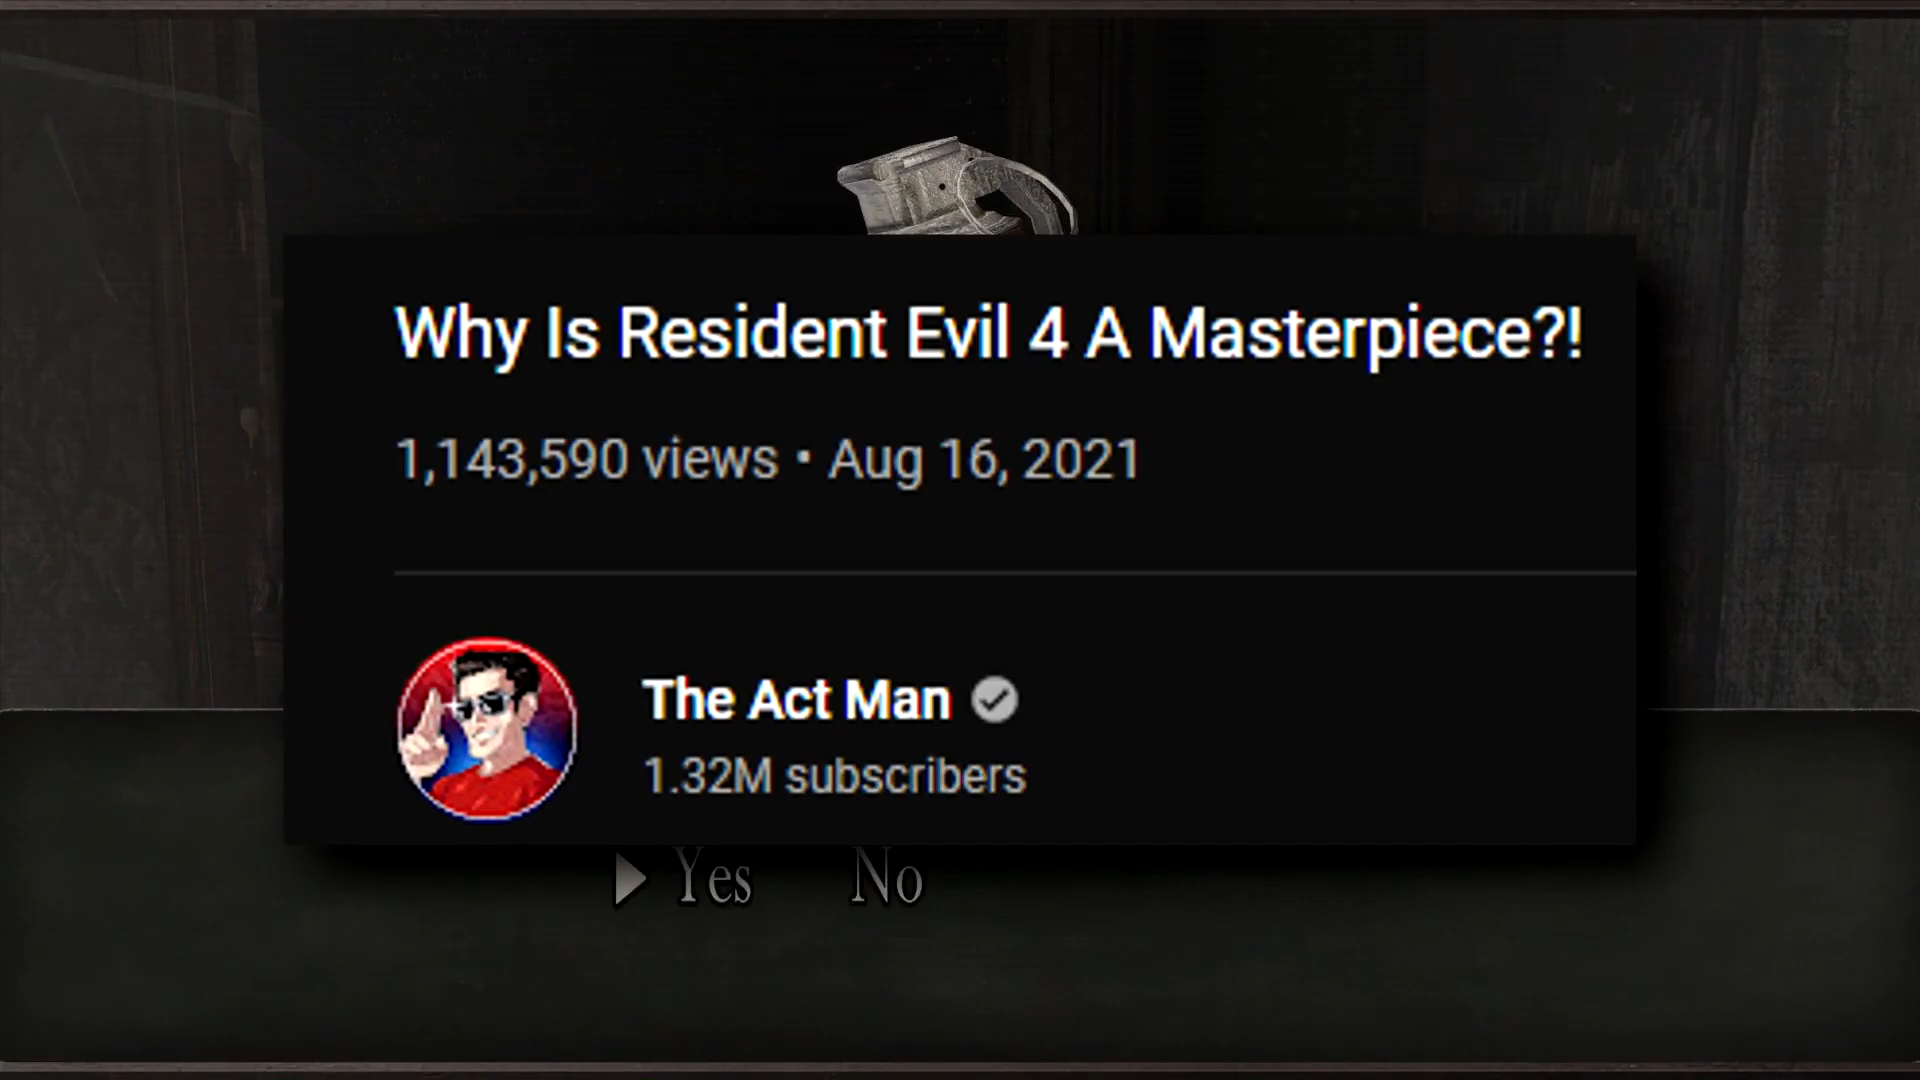 Why Is Resident Evil 4 A Masterpiece?!
1,143,590 views • Aug 16, 2021
The Act Man
1.32M subscribers
Yes No